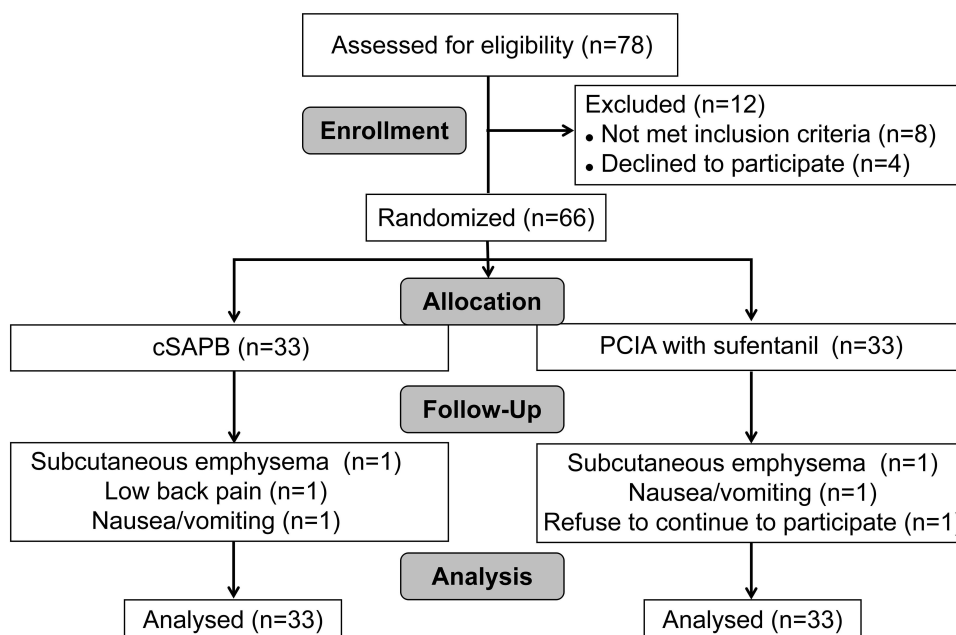 Assessed for eligibility (n=78)
Enrollment
Excluded (n=12)
• Not met inclusion criteria (n=8)
• Declined to participate (n=4)
Randomized (n=66)
Allocation
cSAPB (n=33)
PCIA with sufentanil (n=33)
Follow-Up
Subcutaneous emphysema (n=1)
Low back pain (n=1)
Nausea/vomiting (n=1)
Subcutaneous emphysema (n=1)
Nausea/vomiting (n=1)
Refuse to continue to participate (n=1)
Analysis
Analysed (n=33)
Analysed (n=33)